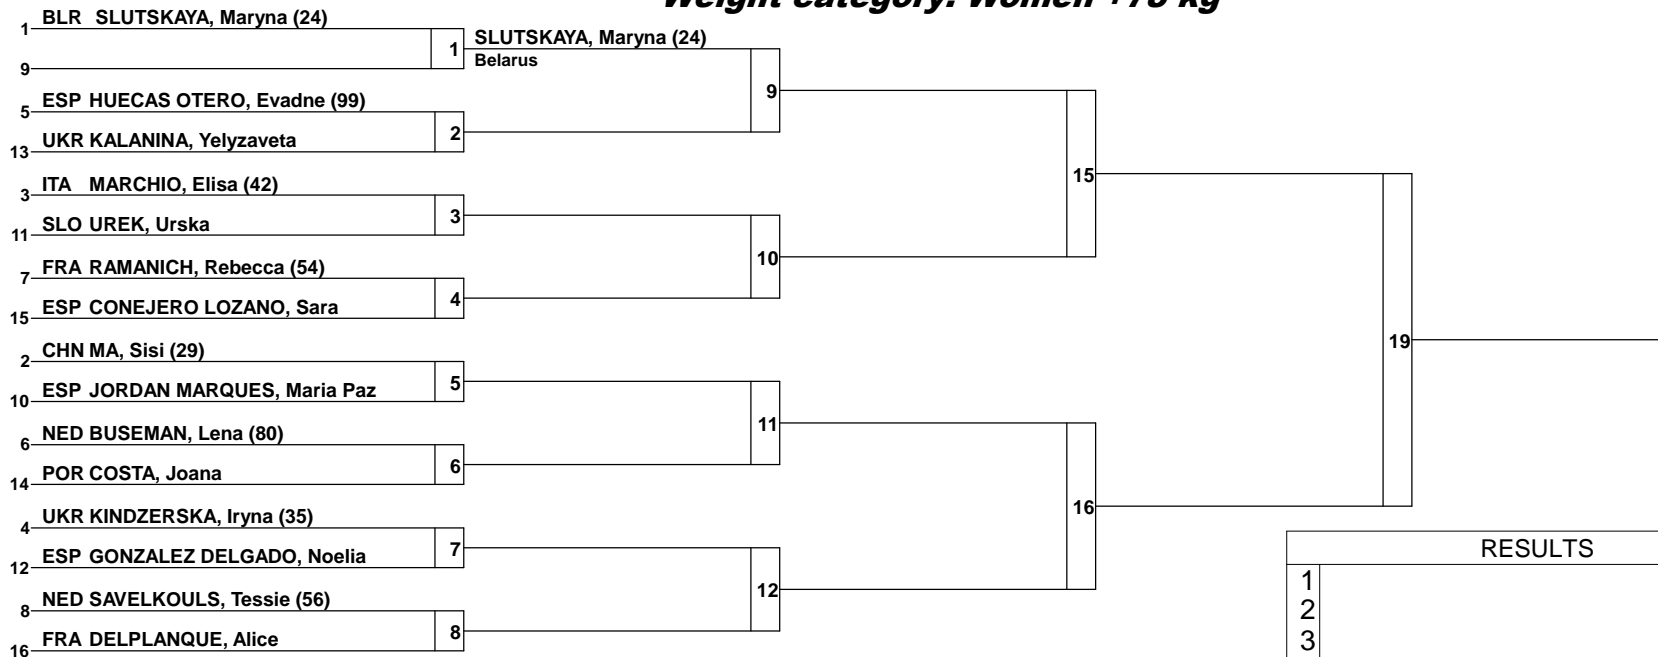 Weight category: Women +78 kg
1 BLR SLUTSKAYA, Maryna (24)
1 SLUTSKAYA, Maryna (24)
Belarus
9
9
5 ESP HUECAS OTERO, Evadne (99)
2
13 UKR KALANINA, Yelyzaveta
15
3 ITA MARCHIO, Elisa (42)
3
11 SLO UREK, Urska
10
7 FRA RAMANICH, Rebecca (54)
4
15 ESP CONEJERO LOZANO, Sara
19
2 CHN MA, Sisi (29)
5
10 ESP JORDAN MARQUES, Maria Paz
11
6 NED BUSEMAN, Lena (80)
6
14 POR COSTA, Joana
16
4 UKR KINDZERSKA, Iryna (35)
7
12 ESP GONZALEZ DELGADO, Noelia
12
8 NED SAVELKOULS, Tessie (56)
8
16 FRA DELPLANQUE, Alice
RESULTS
1
2
3